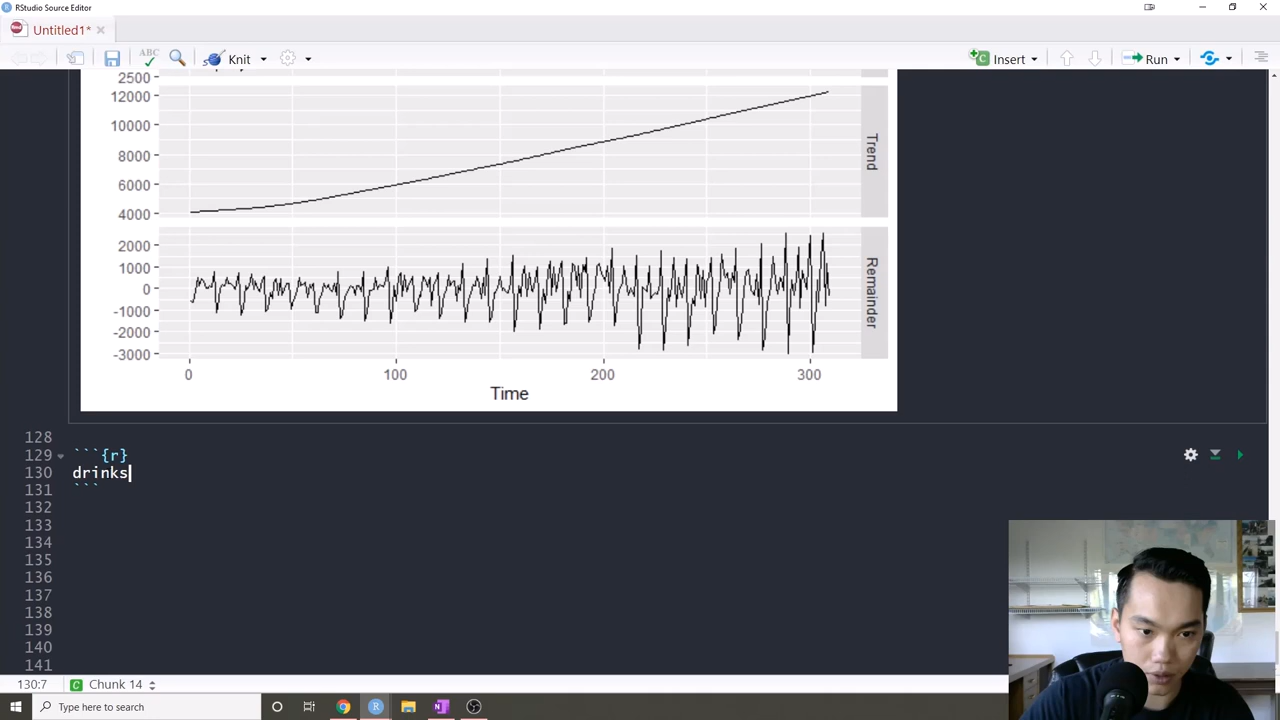 RStudio Source Editor
Untitled1*
ABC
Knit
Insert
Run
2500
12000
10000
8000
6000
4000
Trend
2000
1000
0
-1000
-2000
-3000
Remainder
0 100 200 300
Time
128
129 ```{r}
130 drinks
131 ```
132
133
134
135
136
137
138
139
140
141
130:7 Chunk 14
Type here to search